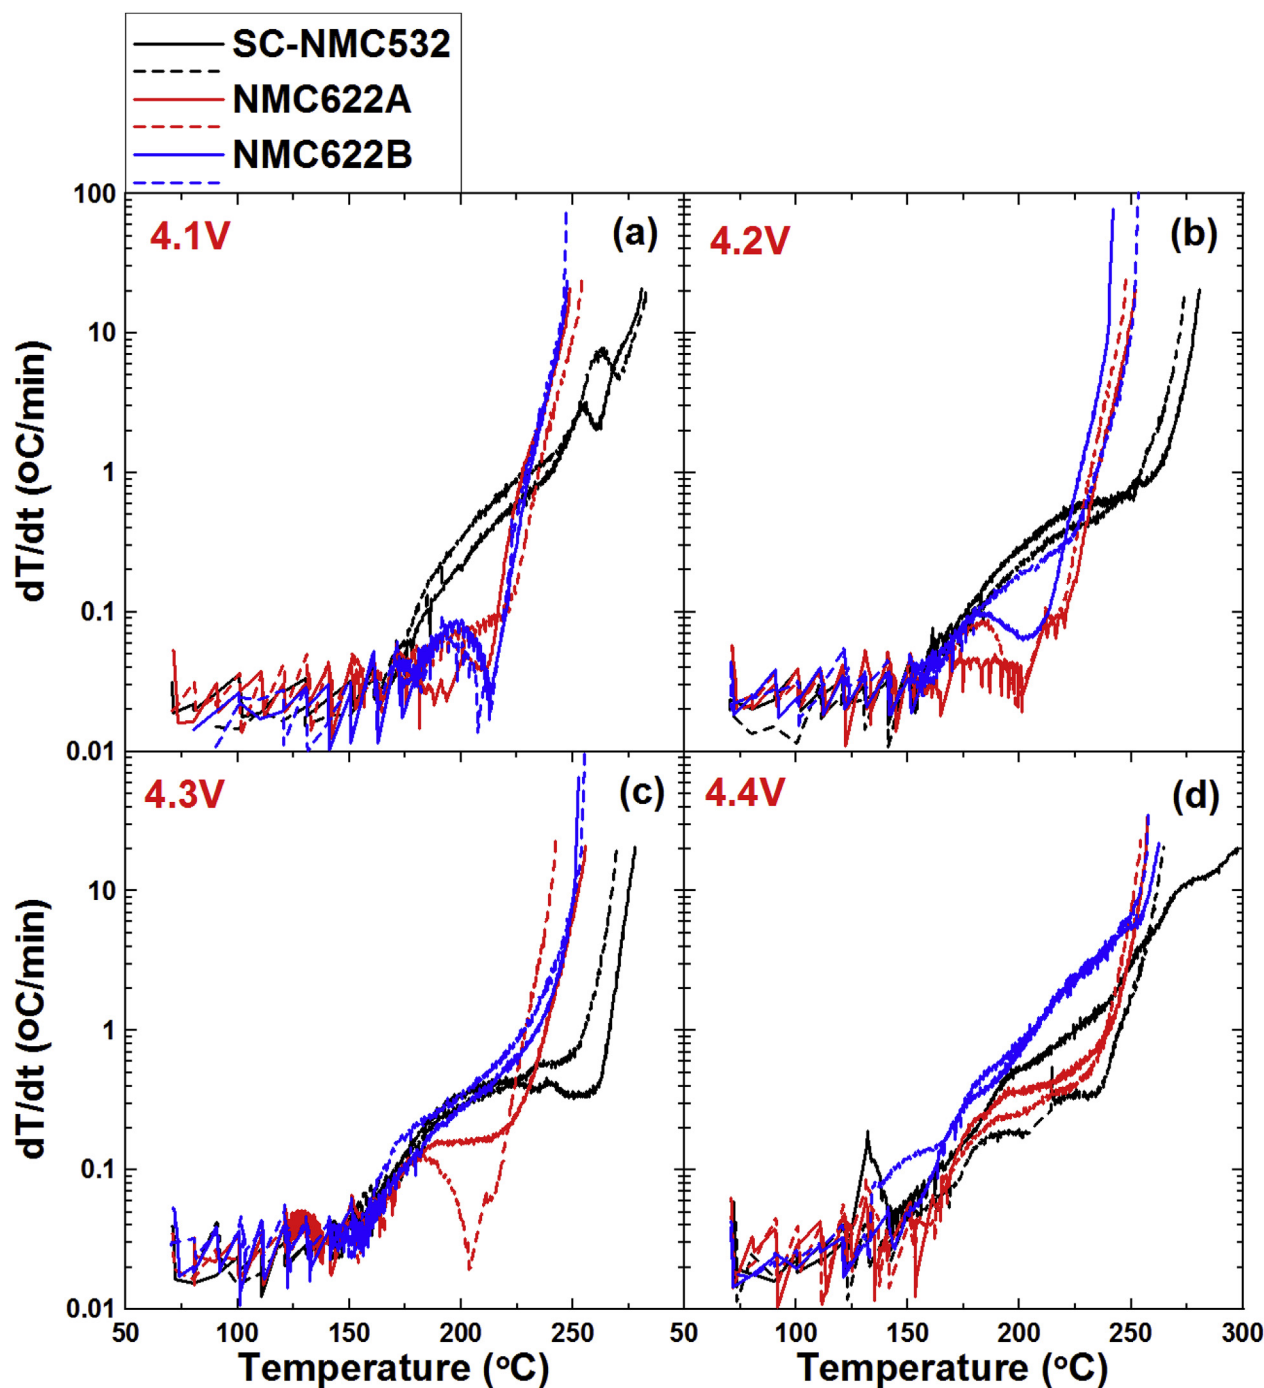 SC-NMC532
NMC622A
NMC622B
100
10
1
0.1
0.01
dT/dt (oC/min)
4.1V
(a)
4.2V
(b)
10
1
0.1
0.01
dT/dt (oC/min)
4.3V
(c)
4.4V
(d)
50 100 150 200 250 50 100 150 200 250 300
Temperature (oC) Temperature (oC)